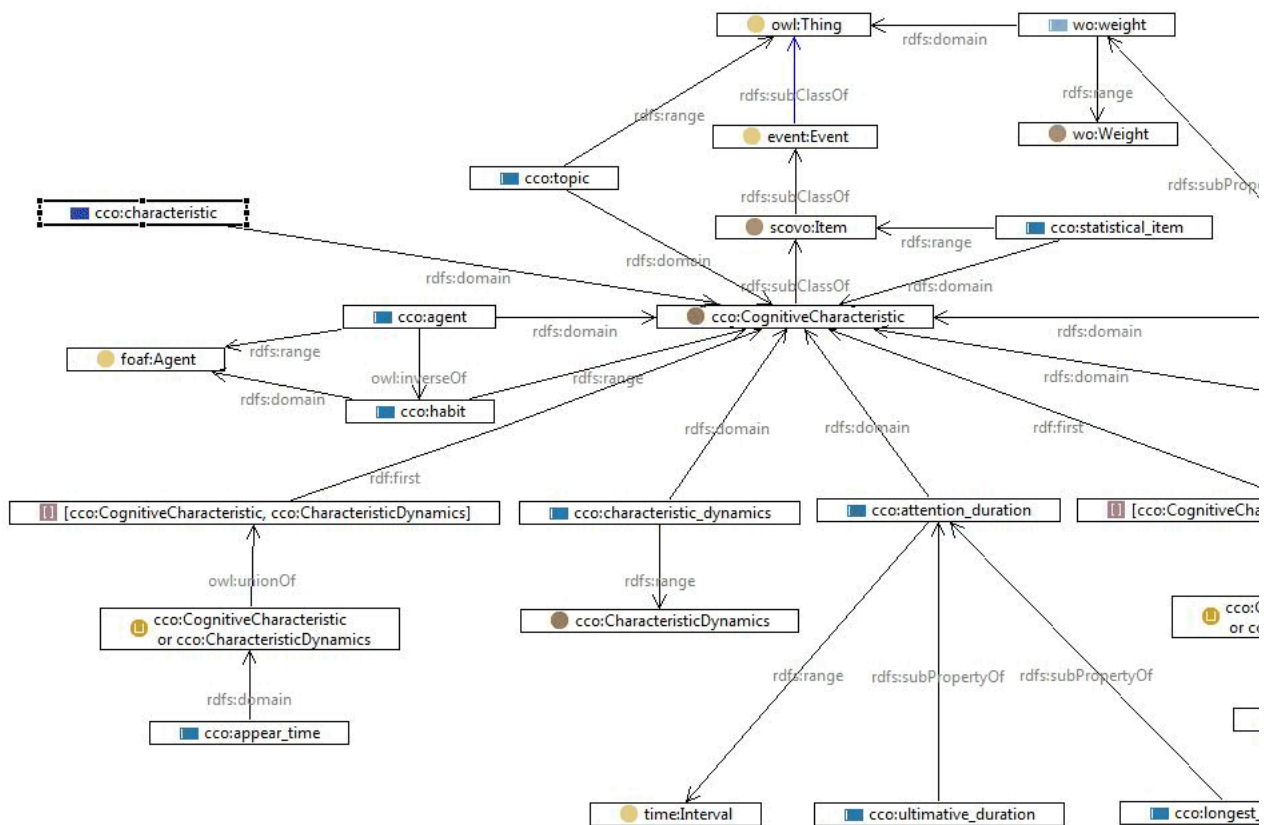 owl:Thing
rdfs:domain
wo:weight
rdfs:subClassOf
rdfs:range
rdfs:range
event:Event
wo:Weight
cco:topic
rdfs:subClassOf
cco:characteristic
scovo:Item
rdfs:range
cco:statistical_item
rdfs:domain
rdfs:domain
rdfs:subClassOf
rdfs:domain
cco:agent
rdfs:domain
cco:CognitiveCharacteristic
rdfs:domain
foaf:Agent
rdfs:range
owl:inverseOf
rdfs:range
rdfs:domain
rdfs:domain
cco:habit
rdfs:domain
rdfs:domain
rdf:first
rdf:first
[cco:CognitiveCharacteristic, cco:CharacteristicDynamics]
cco:characteristic_dynamics
cco:attention_duration
owl:unionOf
rdfs:range
cco:CognitiveCharacteristic
or cco:CharacteristicDynamics
cco:CharacteristicDynamics
rdfs:domain
rdfs:range
rdfs:subPropertyOf
rdfs:subPropertyOf
cco:appear_time
time:Interval
cco:ultimative_duration